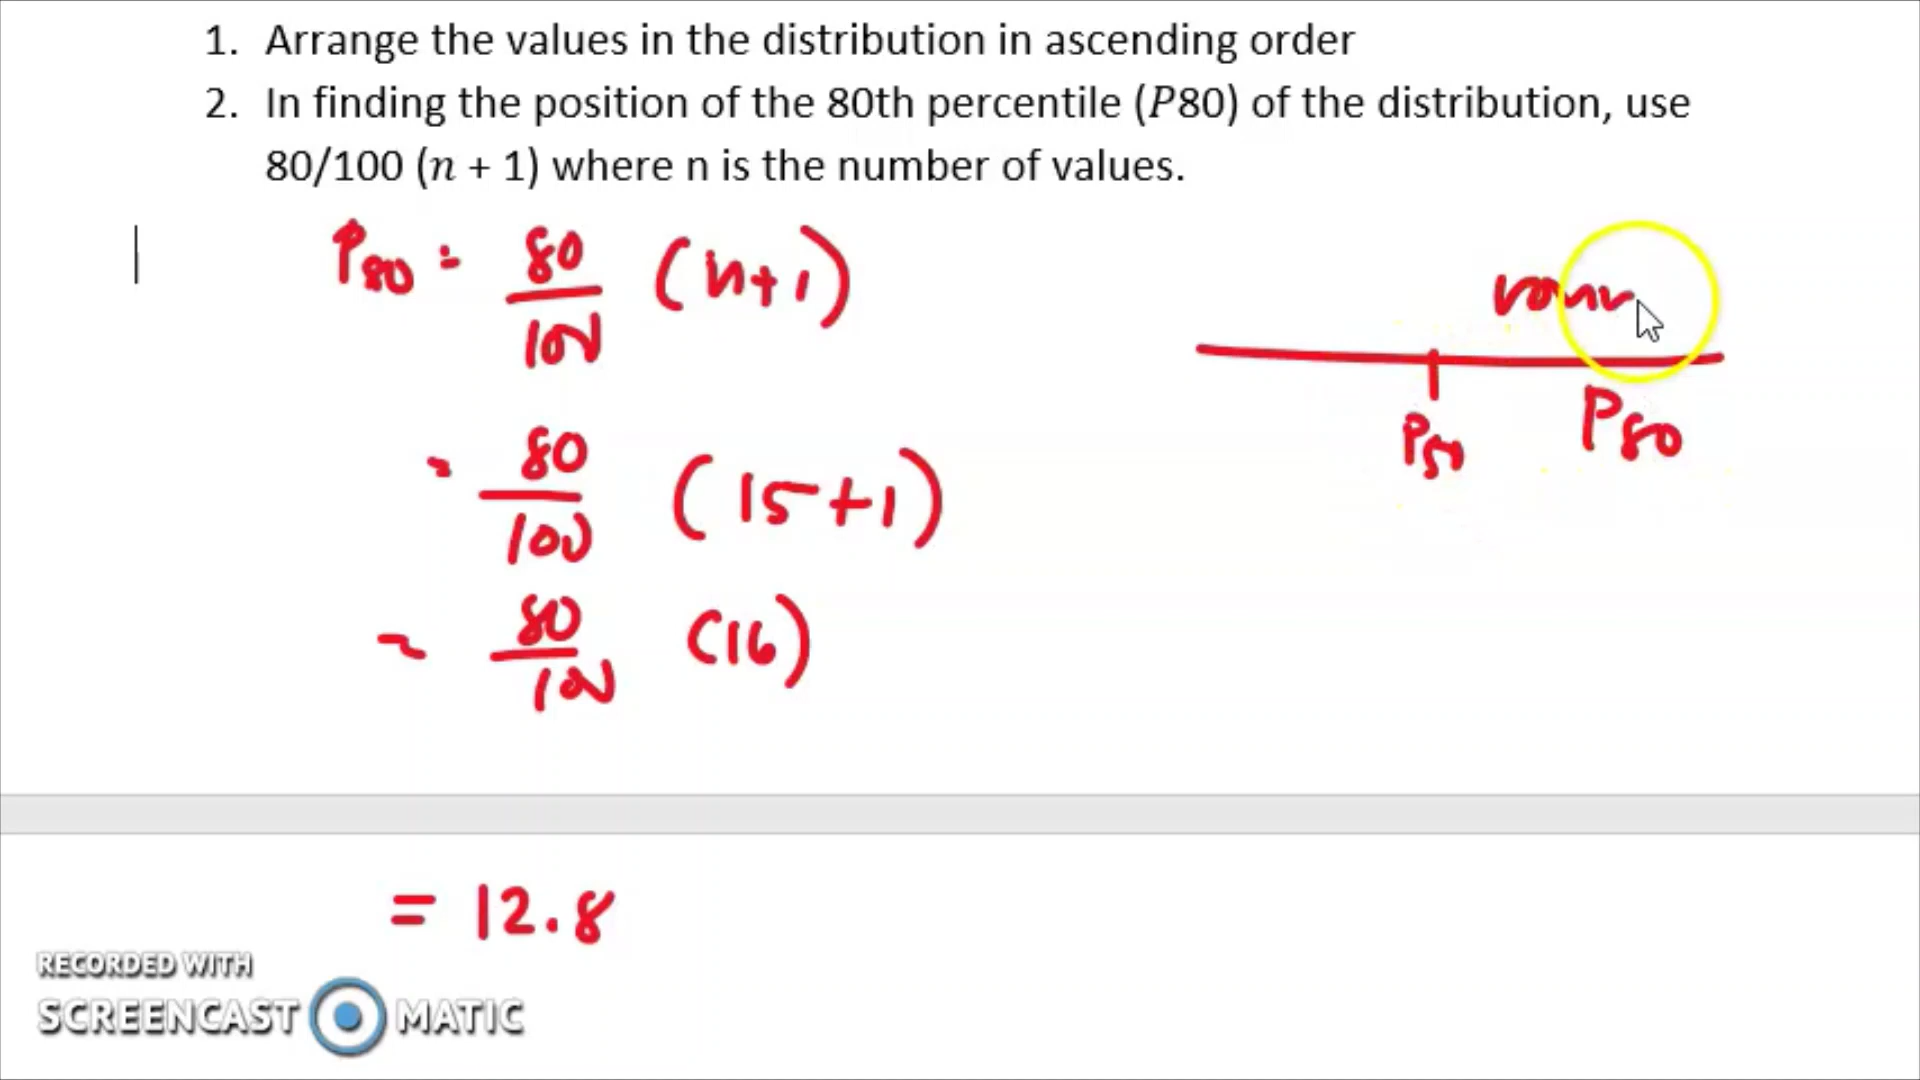 1. Arrange the values in the distribution in ascending order
2. In finding the position of the 80th percentile (P80) of the distribution, use
80/100 (n + 1) where n is the number of values.
P80 = 80/100 (n+1)
= 80/100 (15+1)
= 80/100 (16)
= 12.8
P50
P80
RECORDED WITH
SCREENCAST MATIC